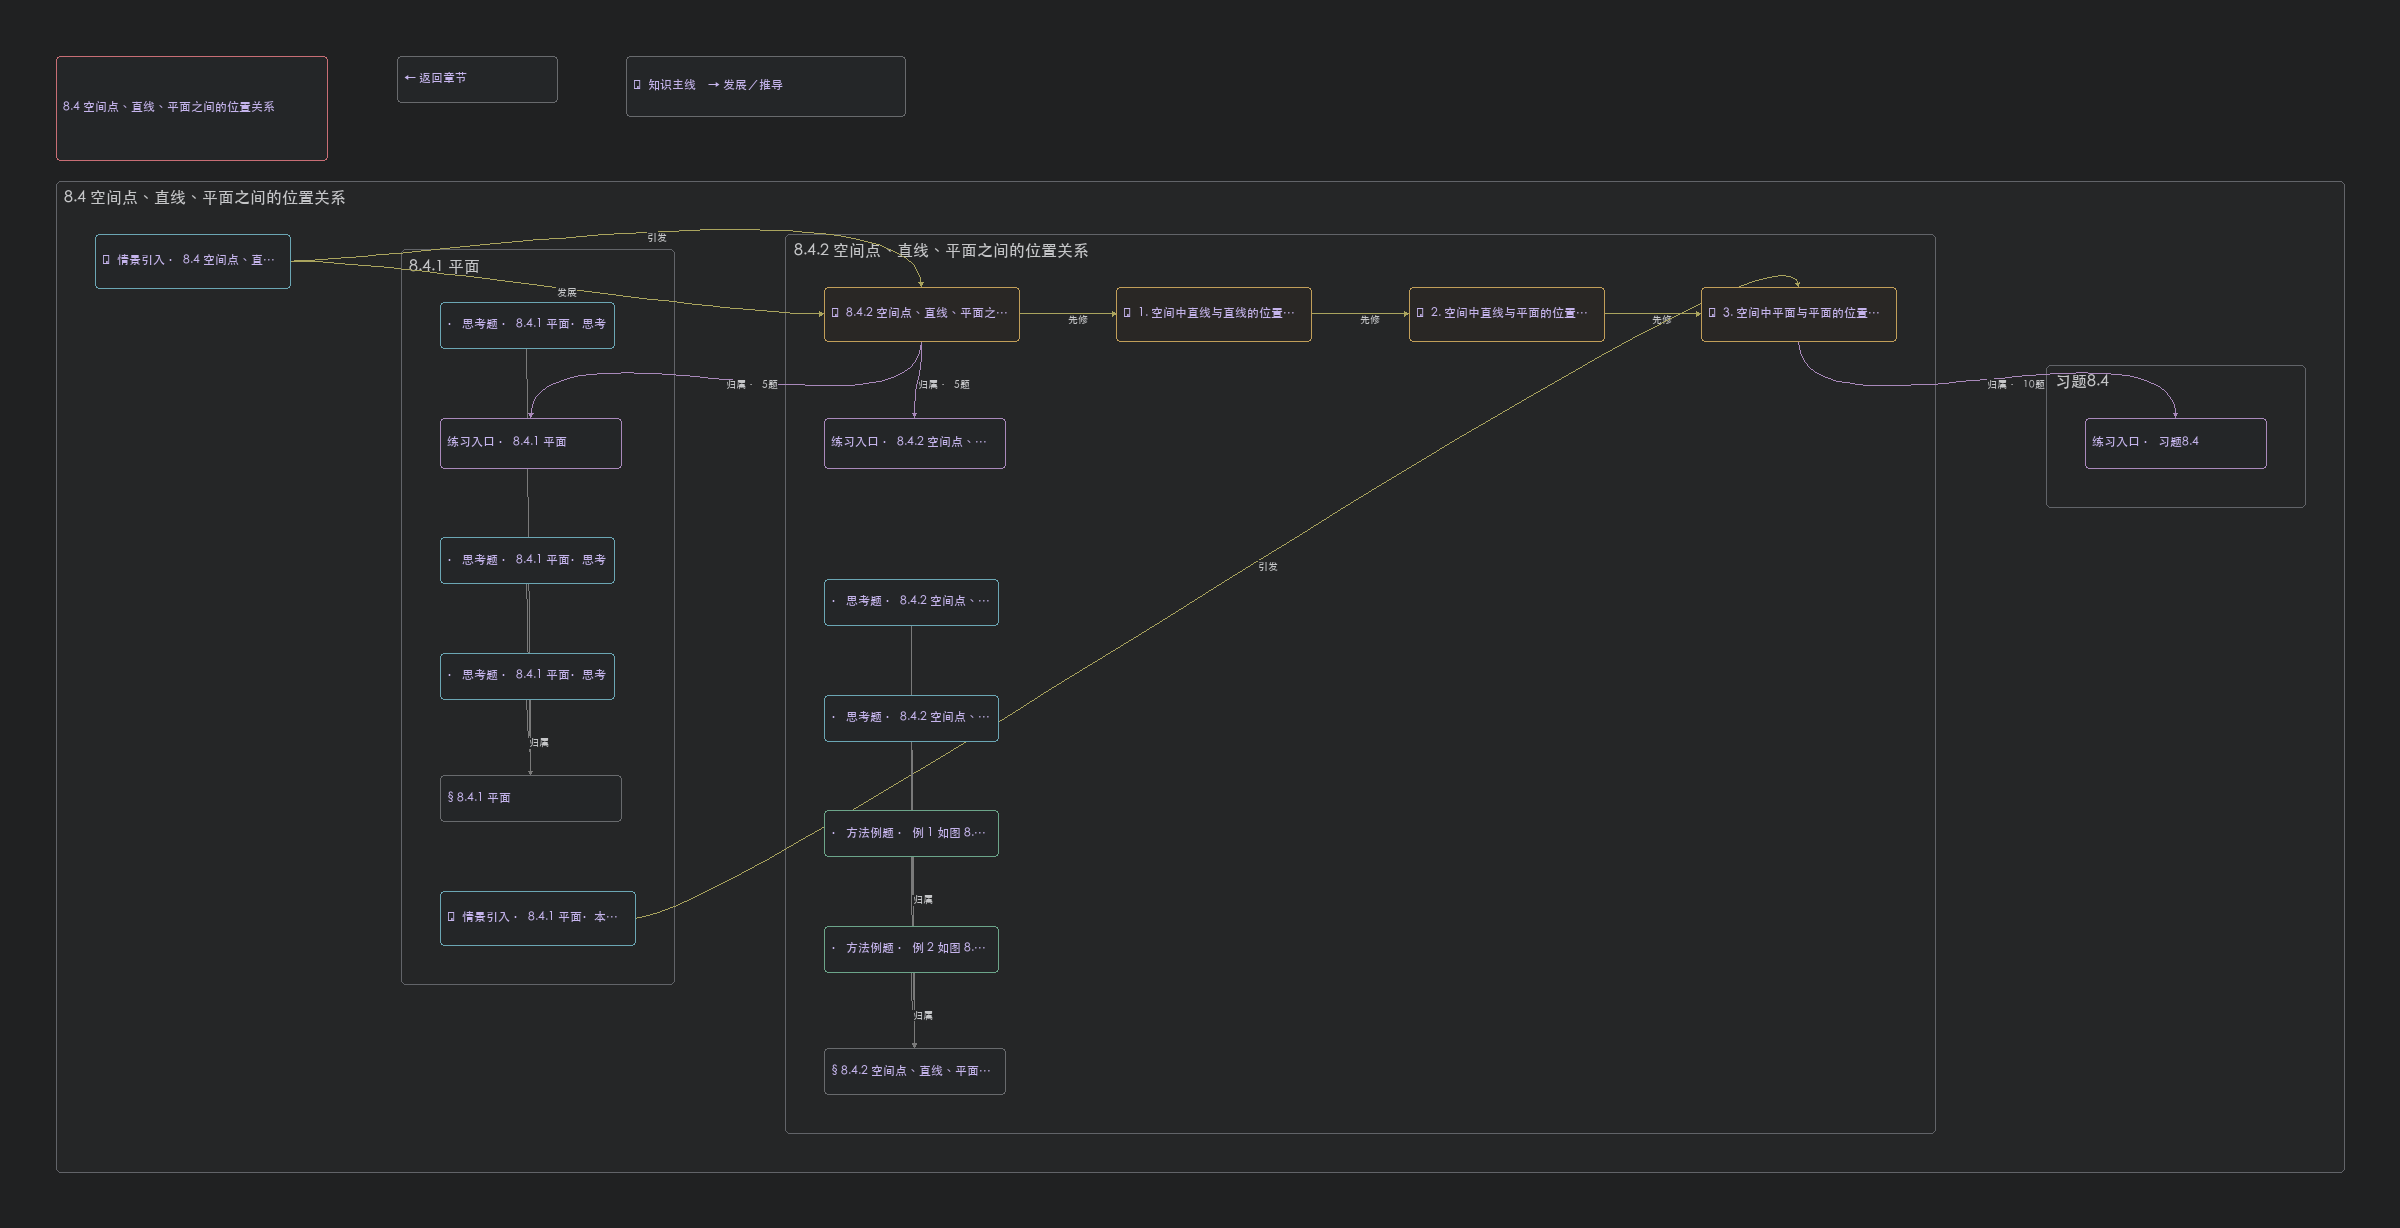 8.4 空间点、直线、平面之间的位置关系
← 返回章节
知识主线 → 发展／推导
8.4 空间点、直线、平面之间的位置关系
情景引入· 8.4 空间点、直…
引发
发展
8.4.1 平面
· 思考题· 8.4.1 平面· 思考
练习入口· 8.4.1 平面
· 思考题· 8.4.1 平面· 思考
· 思考题· 8.4.1 平面· 思考
归属
§ 8.4.1 平面
情景引入· 8.4.1 平面· 本…
8.4.2 空间点、直线、平面之间的位置关系
8.4.2 空间点、直线、平面之…
先修
1. 空间中直线与直线的位置…
先修
2. 空间中直线与平面的位置…
先修
3. 空间中平面与平面的位置…
归属· 5题
归属· 5题
归属· 10题
练习入口· 8.4.2 空间点、…
引发
· 思考题· 8.4.2 空间点、…
· 思考题· 8.4.2 空间点、…
· 方法例题· 例 1 如图 8.…
归属
· 方法例题· 例 2 如图 8.…
归属
§ 8.4.2 空间点、直线、平面…
习题8.4
练习入口· 习题8.4